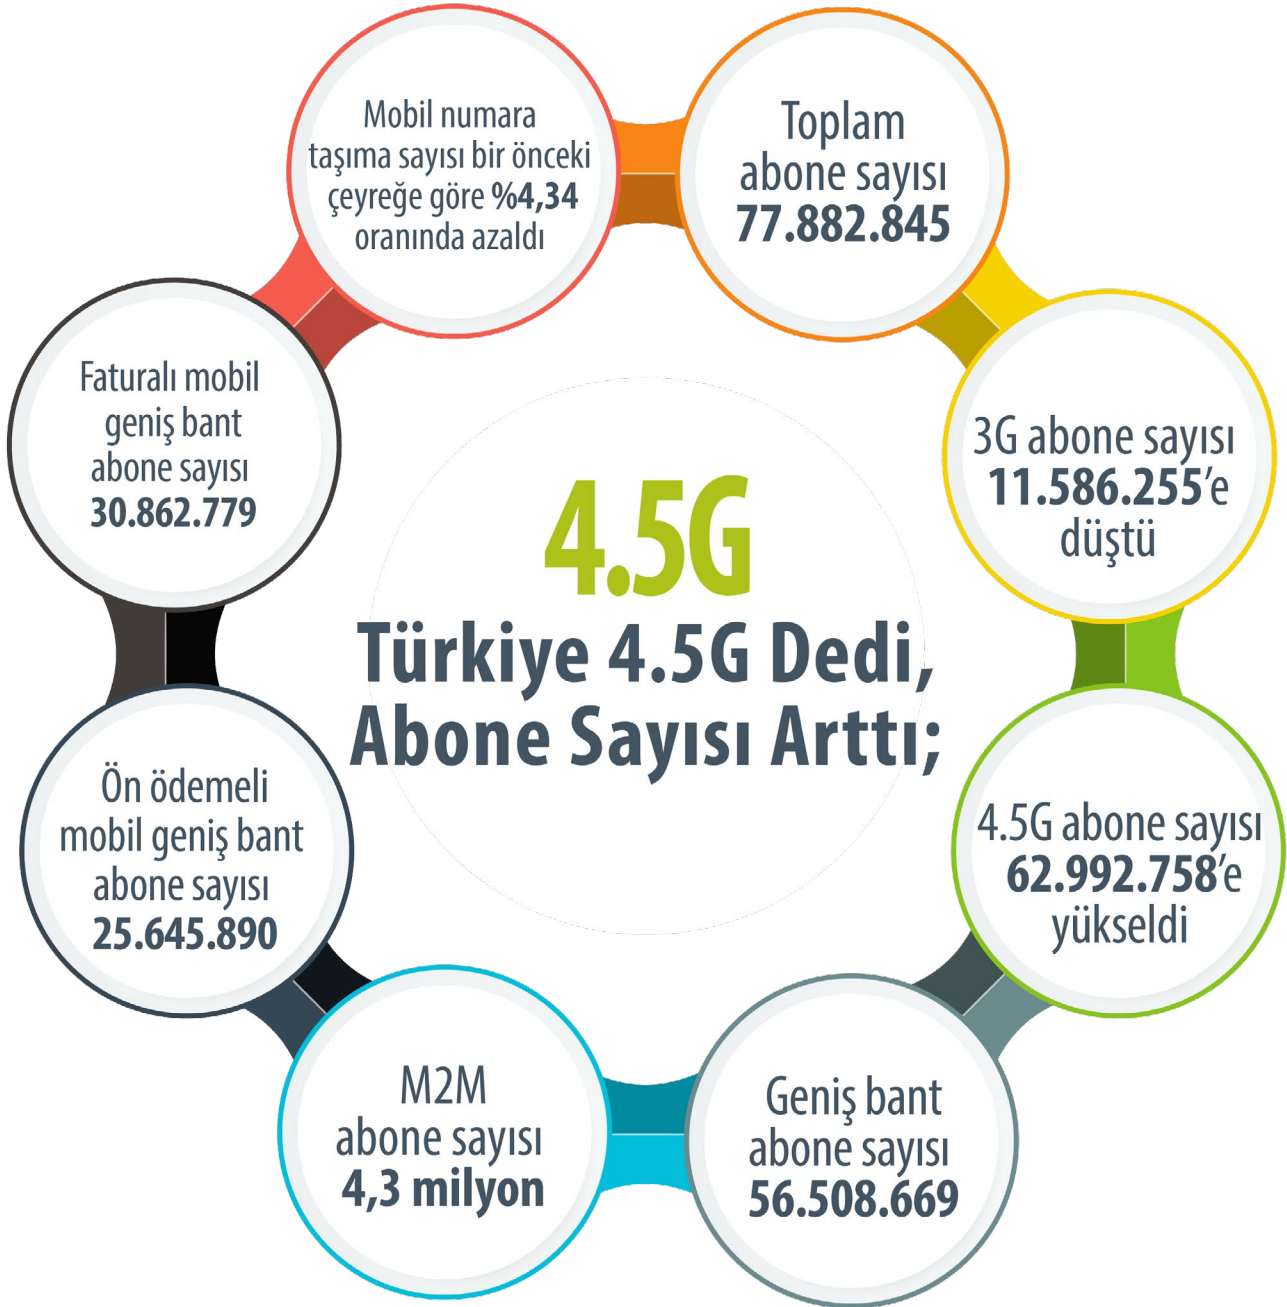 4.5G
Türkiye 4.5G Dedi,
Abone Sayısı Arttı;
Toplam
abone sayısı
77.882.845
3G abone sayısı
11.586.255’e
düştü
4.5G abone sayısı
62.992.758’e
yükseldi
Geniş bant
abone sayısı
56.508.669
M2M
abone sayısı
4,3 milyon
Ön ödemeli
mobil geniş bant
abone sayısı
25.645.890
Faturalı mobil
geniş bant
abone sayısı
30.862.779
Mobil numara
taşıma sayısı bir önceki
çeyreğe göre %4,34
oranında azaldı